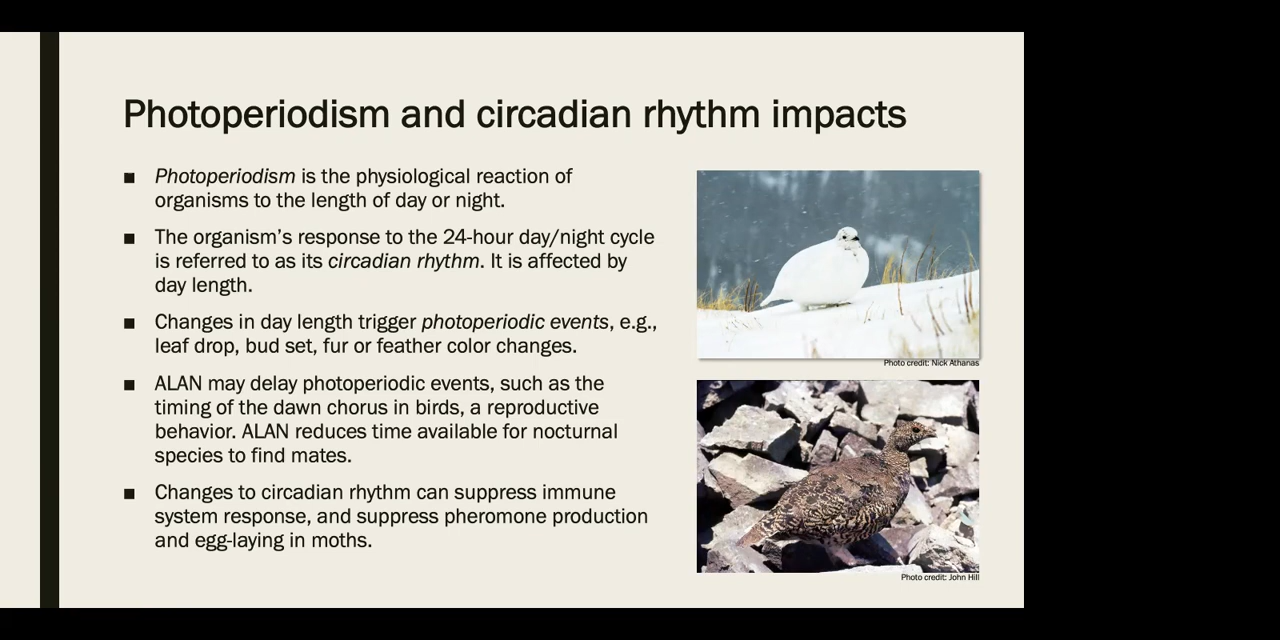 Photoperiodism and circadian rhythm impacts
■ Photoperiodism is the physiological reaction of
organisms to the length of day or night.
■ The organism's response to the 24-hour day/night cycle
is referred to as its circadian rhythm. It is affected by
day length.
■ Changes in day length trigger photoperiodic events, e.g.,
leaf drop, bud set, fur or feather color changes.
■ ALAN may delay photoperiodic events, such as the
timing of the dawn chorus in birds, a reproductive
behavior. ALAN reduces time available for nocturnal
species to find mates.
■ Changes to circadian rhythm can suppress immune
system response, and suppress pheromone production
and egg-laying in moths.
Photo credit: Nick Athanas
Photo credit: John Hill